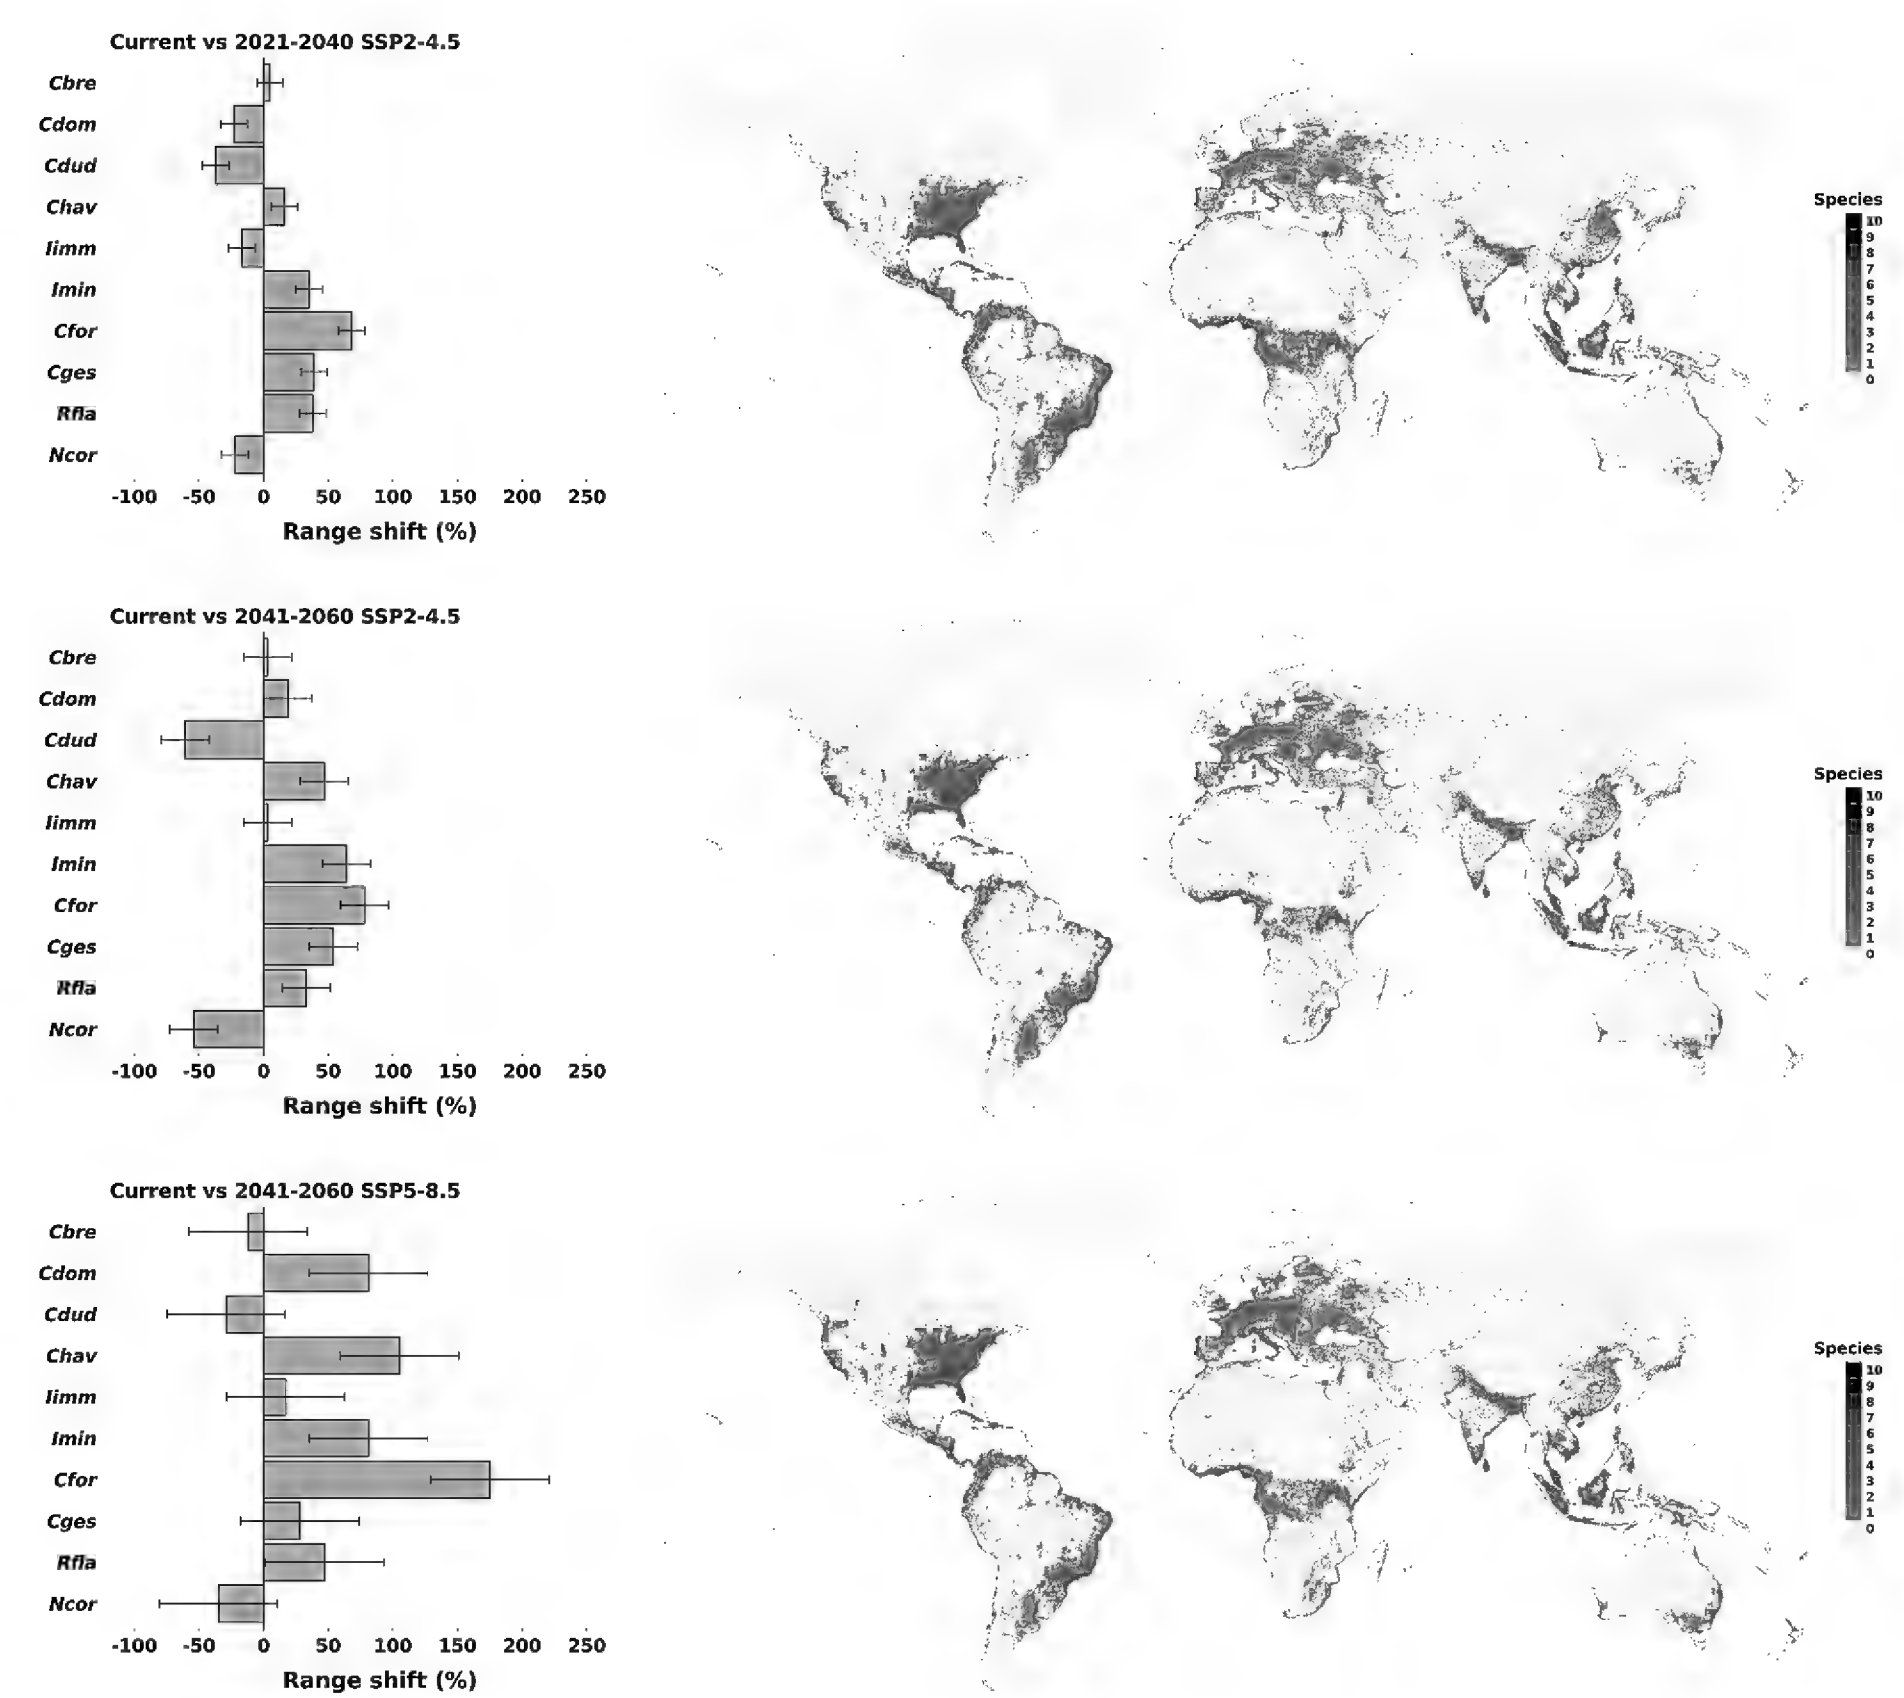 Current vs 2021-2040 SSP2-4.5
Cbre
Cdom
Cdud
Chav
Iimm
Imin
Cfor
Cges
Rfla
Ncor
-100 -50 0 50 100 150 200 250
Range shift (%)
Species
10
9
8
7
6
5
4
3
2
1
0
Current vs 2041-2060 SSP2-4.5
Cbre
Cdom
Cdud
Chav
Iimm
Imin
Cfor
Cges
Rfla
Ncor
-100 -50 0 50 100 150 200 250
Range shift (%)
Species
10
9
8
7
6
5
4
3
2
1
0
Current vs 2041-2060 SSP5-8.5
Cbre
Cdom
Cdud
Chav
Iimm
Imin
Cfor
Cges
Rfla
Ncor
-100 -50 0 50 100 150 200 250
Range shift (%)
Species
10
9
8
7
6
5
4
3
2
1
0